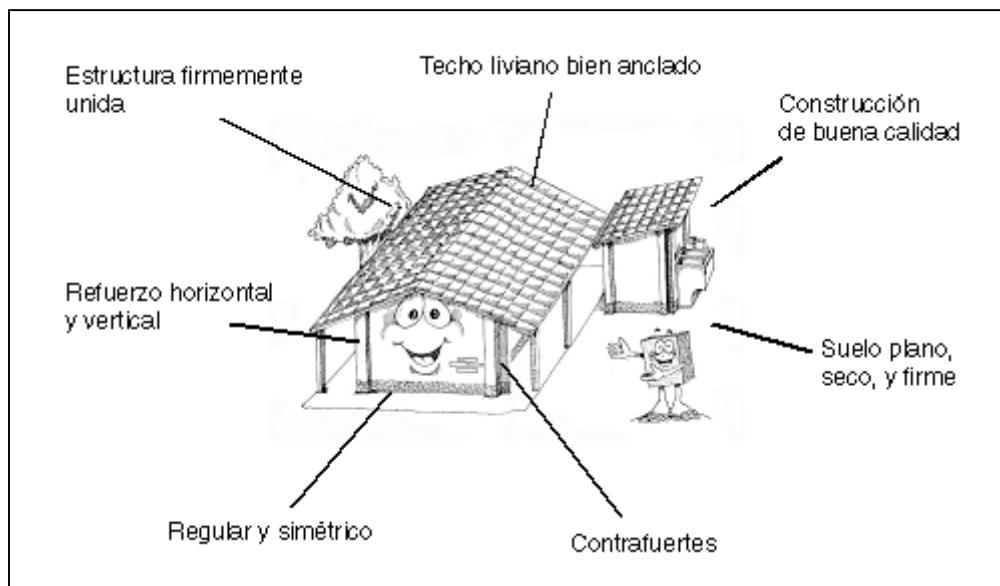 Estructura firmemente
unida
Techo liviano bien anclado
Construcción
de buena calidad
Refuerzo horizontal
y vertical
Suelo plano,
seco, y firme
Regular y simétrico
Contrafuertes